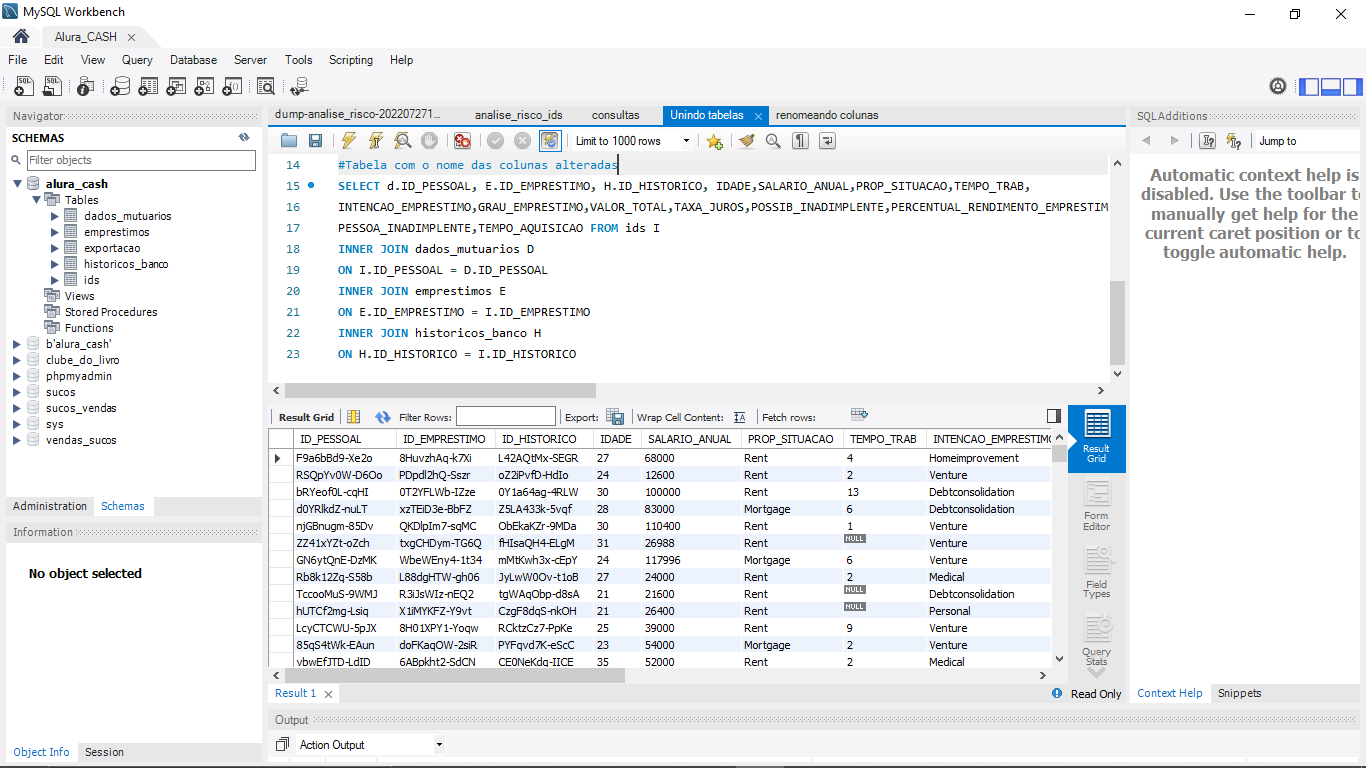 MySQL Workbench
Alura_CASH
File Edit View Query Database Server Tools Scripting Help
Navigator
SCHEMAS
Filter objects
alura_cash
Tables
dados_mutuarios
emprestimos
exportacao
historicos_banco
ids
Views
Stored Procedures
Functions
b'alura_cash'
clube_do_livro
phpmyadmin
sucos
sucos_vendas
sys
vendas_sucos
Administration Schemas
Information
No object selected
Object Info Session
dump-analise_risco-202207271... analise_risco_ids consultas Unindo tabelas renomeando colunas
Limit to 1000 rows
14 #Tabela com o nome das colunas alteradas
15 SELECT d.ID_PESSOAL, E.ID_EMPRESTIMO, H.ID_HISTORICO, IDADE,SALARIO_ANUAL,PROP_SITUACAO,TEMPO_TRAB,
16 INTENCAO_EMPRESTIMO,GRAU_EMPRESTIMO,VALOR_TOTAL,TAXA_JUROS,POSSIB_INADIMPLENTE,PERCENTUAL_RENDIMENTO_EMPRESTIM
17 PESSOA_INADIMPLENTE,TEMPO_AQUISICAO FROM ids I
18 INNER JOIN dados_mutuarios D
19 ON I.ID_PESSOAL = D.ID_PESSOAL
20 INNER JOIN emprestimos E
21 ON E.ID_EMPRESTIMO = I.ID_EMPRESTIMO
22 INNER JOIN historicos_banco H
23 ON H.ID_HISTORICO = I.ID_HISTORICO
Result Grid Filter Rows: Export: Wrap Cell Content: IA Fetch rows:
ID_PESSOAL ID_EMPRESTIMO ID_HISTORICO IDADE SALARIO_ANUAL PROP_SITUACAO TEMPO_TRAB INTENCAO_EMPRESTIMO
F9a6bBd9-Xe2o 8HuvzhAq-k7Xi L42AQtMx-SEGR 27 68000 Rent 4 Homeimprovement
RSQpYv0W-D6Oo PDpdl2hQ-Sszr oZ2iPvfD-HdIo 24 12600 Rent 2 Venture
bRYeof0L-cqHI 0T2YFLWb-IZze 0Y1a64ag-4RLW 30 100000 Rent 13 Debtconsolidation
d0YRlkdZ-nuLT xzTEiD3e-BbFZ Z5LA433k-5vqf 28 83000 Mortgage 6 Debtconsolidation
njGBnugm-85Dv QKDlpIm7-sqMC ObEkaKZr-9MDa 30 110400 Rent 1 Venture
ZZ41xYZt-oZch txgCHDym-TG6Q fHIsaQH4-ELgM 31 26988 Rent NULL Venture
GN6ytQnE-DzMK WbeWEny4-1t34 mMtKwh3x-cEpY 24 117996 Mortgage 6 Venture
Rb8k12Zq-S58b L88dgHTW-gh06 JyLwW0Ov-t1oB 27 24000 Rent 2 Medical
TccooMuS-9WMJ R3iJsWIz-nEQ2 tgWAqObp-d8sA 21 21600 Rent NULL Debtconsolidation
hUTCf2mg-Lsiq X1iMYKFZ-Y9vt CzgF8dqS-nkOH 21 26400 Rent NULL Personal
LcyCTCWU-5pJX 8H01XPY1-Yoqw RCktzCz7-PpKe 25 39000 Rent 9 Venture
85qS4tWk-EAun doFKaqOW-2siR PYFqvd7K-eScC 23 54000 Mortgage 2 Venture
vbwEfJTD-LdID 6ABpkht2-SdCN CE0NeKdq-IICE 35 52000 Rent 2 Medical
Result Grid
Form Editor
Field Types
Query Stats
Result 1 Read Only
Output
Action Output
SQLAdditions
Jump to
Automatic context help is
disabled. Use the toolbar to
manually get help for the
current caret position or to
toggle automatic help.
Context Help Snippets